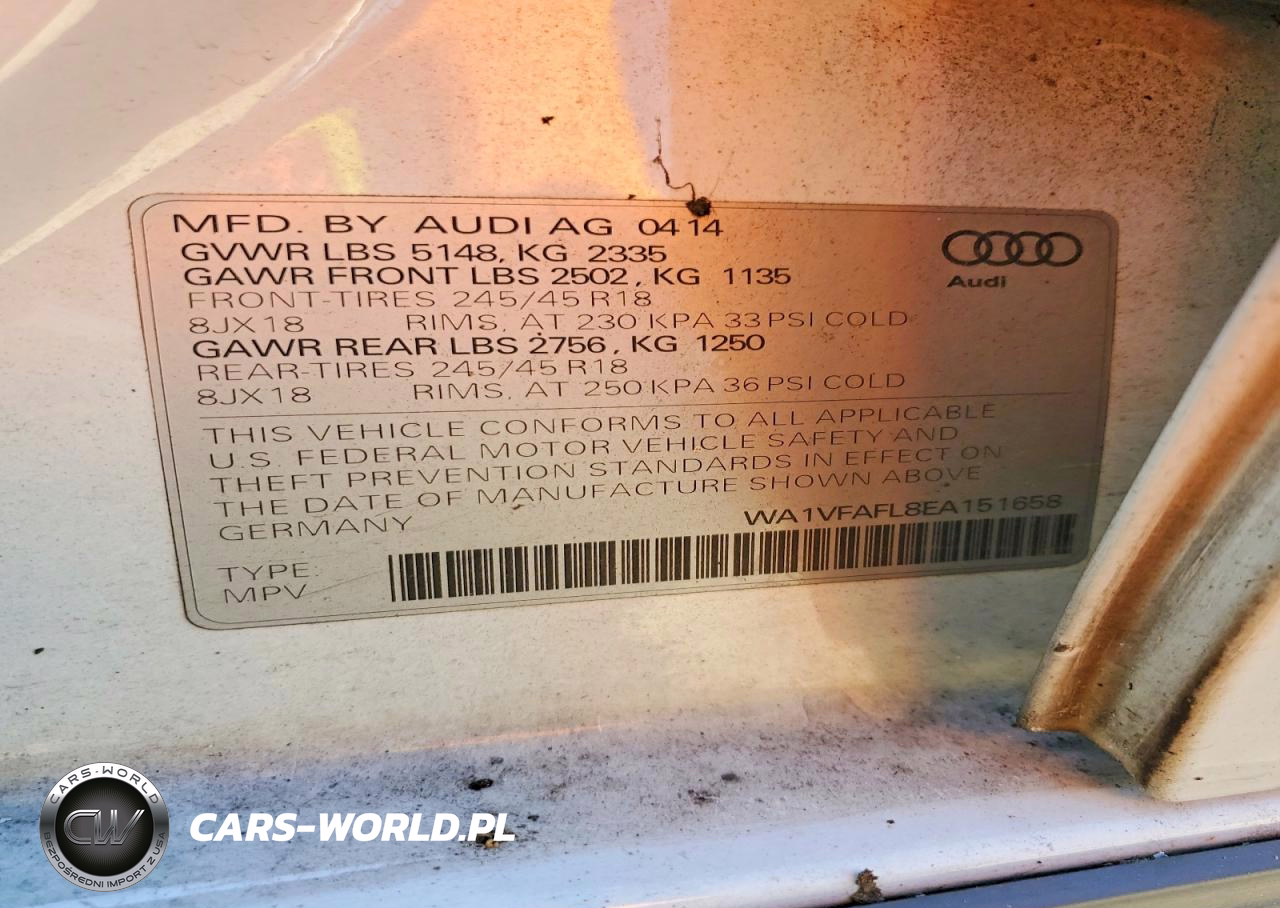 MFD. BY AUDI AG 0414
GVWR LBS 5148, KG 2335
GAWR FRONT LBS 2502, KG 1135
FRONT-TIRES 245/45 R18
8JX18 RIMS, AT 230 KPA 33 PSI COLD
GAWR REAR LBS 2756, KG 1250
REAR-TIRES 245/45 R18
8JX18 RIMS, AT 250 KPA 36 PSI COLD
Audi
THIS VEHICLE CONFORMS TO ALL APPLICABLE
U.S. FEDERAL MOTOR VEHICLE SAFETY AND
THEFT PREVENTION STANDARDS IN EFFECT ON
THE DATE OF MANUFACTURE SHOWN ABOVE
GERMANY WA1VFAFL8EA151658
TYPE:
MPV
CARS-WORLD
CW
BEZPOŚREDNI IMPORT Z USA
CARS-WORLD.PL